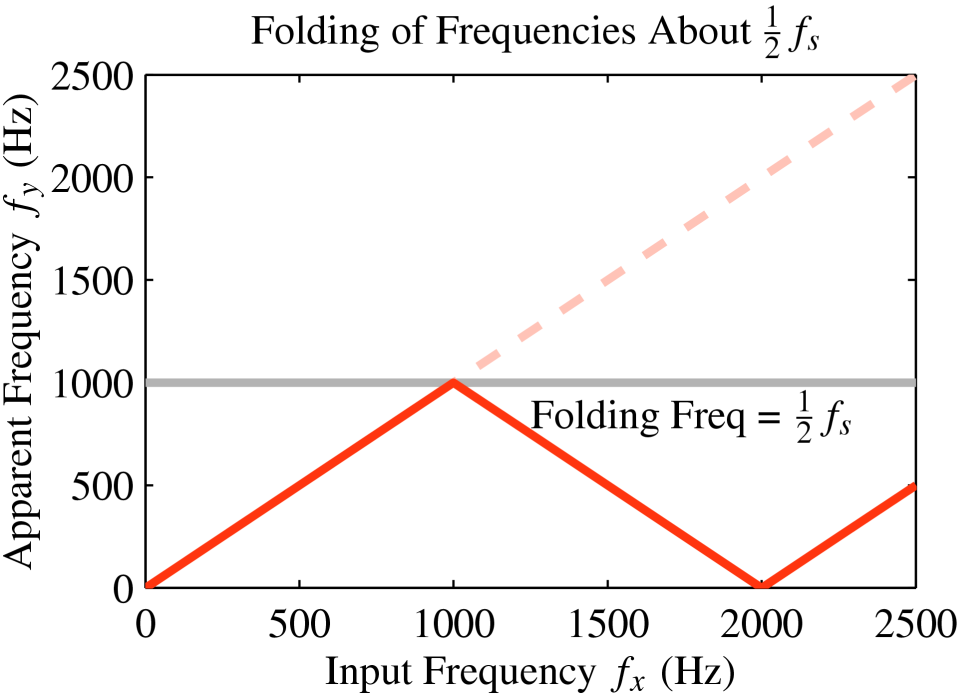 Folding of Frequencies About ½ fₛ
Apparent Frequency f_y (Hz)
2500
2000
1500
1000
500
0
Folding Freq = ½ fₛ
0 500 1000 1500 2000 2500
Input Frequency fₓ (Hz)